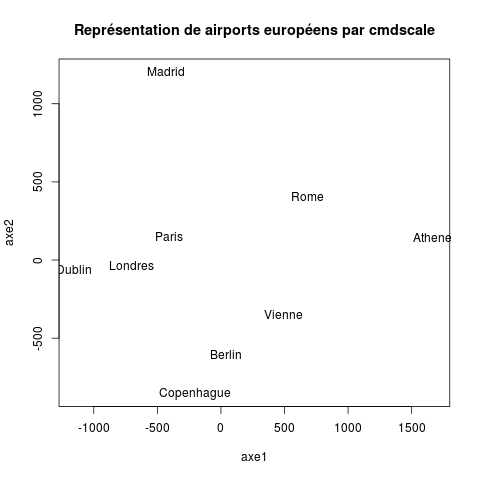 Représentation de airports européens par cmdscale
Madrid
1000
Rome
500
Paris
Athene
axe2
Londres
0
Dublin
Vienne
-500
Berlin
Copenhague
-1000 -500 0 500 1000 1500
axe1